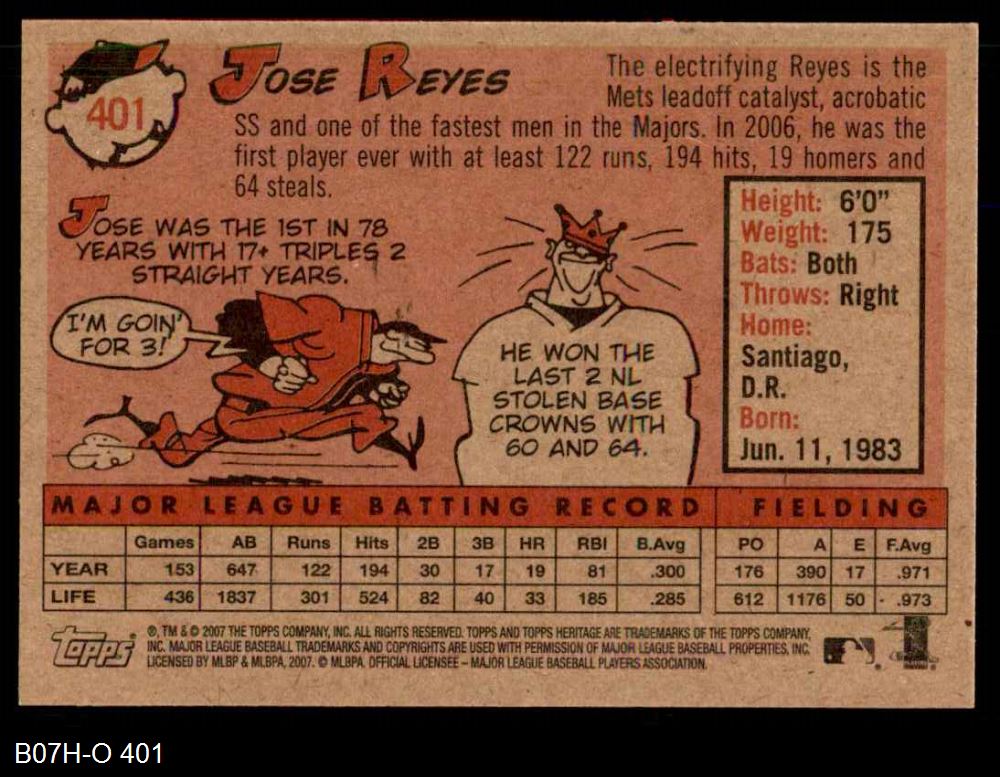 401
JOSE REYES
The electrifying Reyes is the
Mets leadoff catalyst, acrobatic
SS and one of the fastest men in the Majors. In 2006, he was the
first player ever with at least 122 runs, 194 hits, 19 homers and
64 steals.
JOSE WAS THE 1ST IN 78
YEARS WITH 17+ TRIPLES 2
STRAIGHT YEARS.
I'M GOIN'
FOR 3!
HE WON THE
LAST 2 NL
STOLEN BASE
CROWNS WITH
60 AND 64.
Height: 6'0"
Weight: 175
Bats: Both
Throws: Right
Home:
Santiago,
D.R.
Born:
Jun. 11, 1983
MAJOR LEAGUE BATTING RECORD FIELDING
Games AB Runs Hits 2B 3B HR RBI B.Avg PO A E F.Avg
YEAR 153 647 122 194 30 17 19 81 .300 176 390 17 .971
LIFE 436 1837 301 524 82 40 33 185 .285 612 1176 50 .973
Topps
®, TM & © 2007 THE TOPPS COMPANY, INC. ALL RIGHTS RESERVED. TOPPS AND TOPPS HERITAGE ARE TRADEMARKS OF THE TOPPS COMPANY,
INC. MAJOR LEAGUE BASEBALL TRADEMARKS AND COPYRIGHTS ARE USED WITH PERMISSION OF MAJOR LEAGUE BASEBALL PROPERTIES, INC.
LICENSED BY MLBP & MLBPA, 2007. © MLBPA, OFFICIAL LICENSEE – MAJOR LEAGUE BASEBALL PLAYERS ASSOCIATION.
B07H-O 401